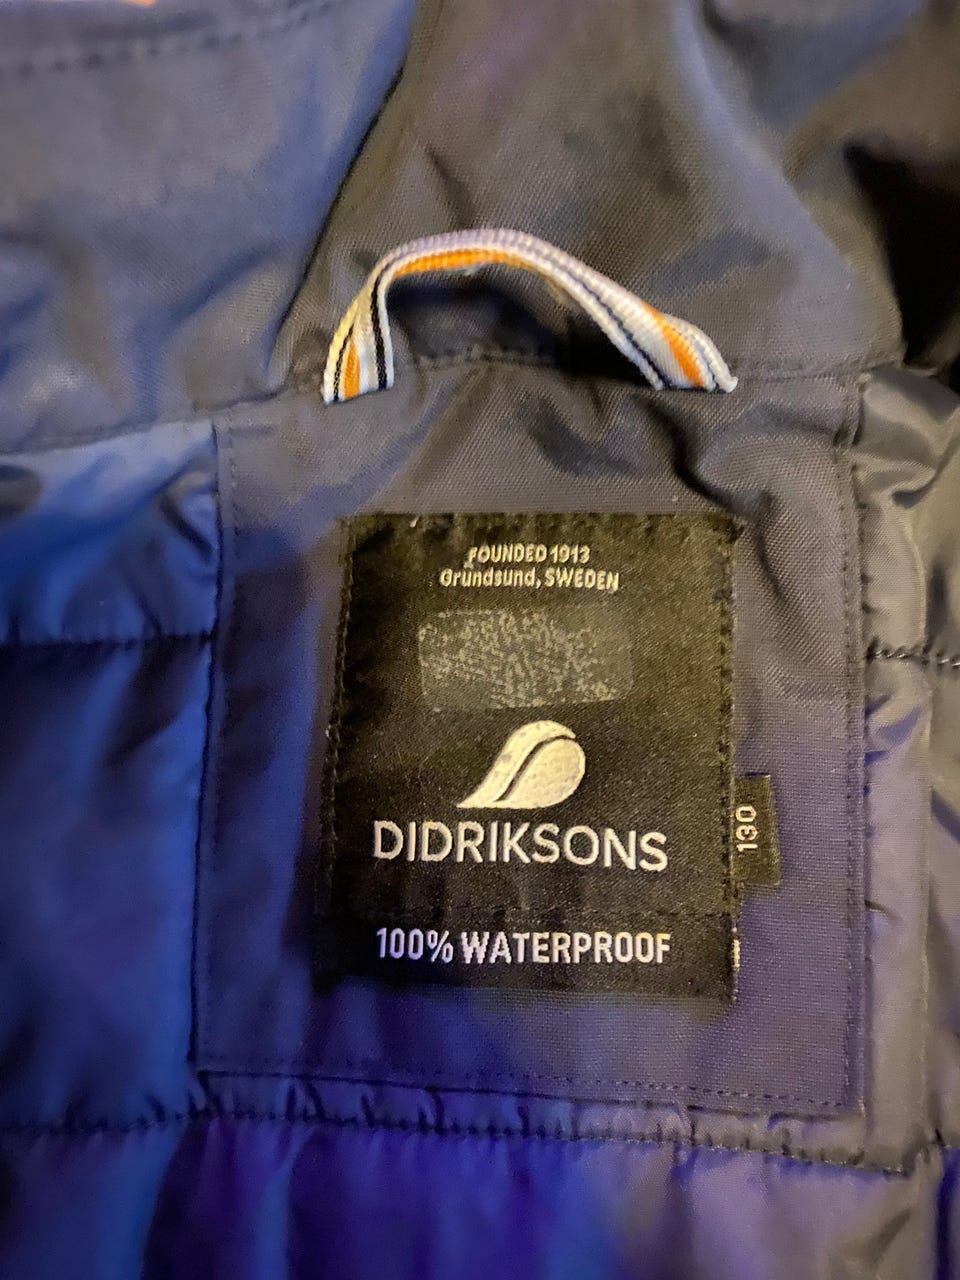 FOUNDED 1913
Grundsund, SWEDEN
DIDRIKSONS
130
100% WATERPROOF